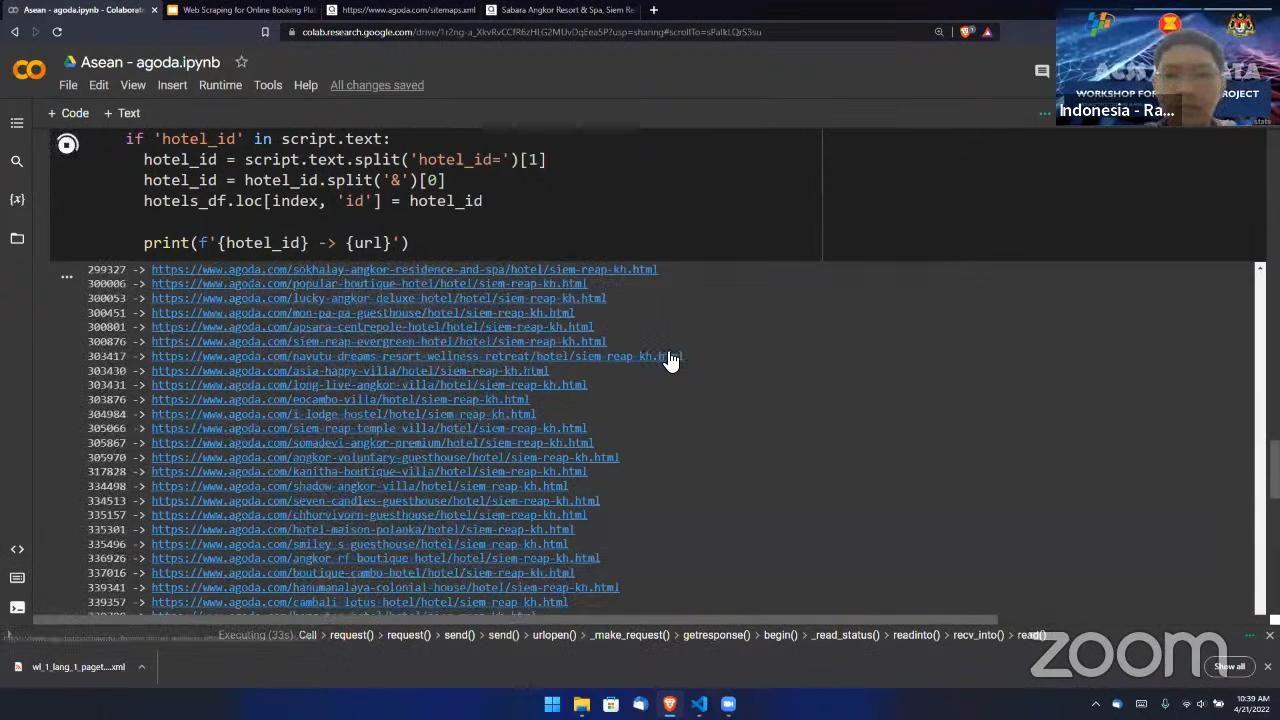 Asean - agoda.ipynb - Colaborat
Web Scraping for Online Booking Plat
https://www.agoda.com/sitemaps.xml
Sabara Angkor Resort & Spa, Siem Re
Asean - agoda.ipynb
File Edit View Insert Runtime Tools Help All changes saved
+ Code + Text
WORKSHOP FOR
PROJECT
Indonesia - Ra...
stats
if 'hotel_id' in script.text:
hotel_id = script.text.split('hotel_id=')[1]
hotel_id = hotel_id.split('&')[0]
hotels_df.loc[index, 'id'] = hotel_id
print(f'{hotel_id} -> {url}')
299327 -> https://www.agoda.com/sokhalay-angkor-residence-and-spa/hotel/siem-reap-kh.html
300006 -> https://www.agoda.com/popular-boutique-hotel/hotel/siem-reap-kh.html
300053 -> https://www.agoda.com/lucky-angkor-deluxe-hotel/hotel/siem-reap-kh.html
300451 -> https://www.agoda.com/mon-pa-pa-guesthouse/hotel/siem-reap-kh.html
300801 -> https://www.agoda.com/apsara-centrepole-hotel/hotel/siem-reap-kh.html
300876 -> https://www.agoda.com/siem-reap-evergreen-hotel/hotel/siem-reap-kh.html
303417 -> https://www.agoda.com/navutu-dreams-resort-wellness-retreat/hotel/siem-reap-kh.html
303430 -> https://www.agoda.com/asia-happy-villa/hotel/siem-reap-kh.html
303431 -> https://www.agoda.com/long-live-angkor-villa/hotel/siem-reap-kh.html
303876 -> https://www.agoda.com/eocambo-villa/hotel/siem-reap-kh.html
304984 -> https://www.agoda.com/i-lodge-hostel/hotel/siem-reap-kh.html
305066 -> https://www.agoda.com/siem-reap-temple-villa/hotel/siem-reap-kh.html
305867 -> https://www.agoda.com/somadevi-angkor-premium/hotel/siem-reap-kh.html
305970 -> https://www.agoda.com/angkor-voluntary-guesthouse/hotel/siem-reap-kh.html
317828 -> https://www.agoda.com/kanitha-boutique-villa/hotel/siem-reap-kh.html
334498 -> https://www.agoda.com/shadow-angkor-villa/hotel/siem-reap-kh.html
334513 -> https://www.agoda.com/seven-candles-guesthouse/hotel/siem-reap-kh.html
335157 -> https://www.agoda.com/chhorvivorn-guesthouse/hotel/siem-reap-kh.html
335301 -> https://www.agoda.com/hotel-maison-polanka/hotel/siem-reap-kh.html
335496 -> https://www.agoda.com/smiley-s-guesthouse/hotel/siem-reap-kh.html
336926 -> https://www.agoda.com/angkor-rf-boutique-hotel/hotel/siem-reap-kh.html
337016 -> https://www.agoda.com/boutique-cambo-hotel/hotel/siem-reap-kh.html
339341 -> https://www.agoda.com/hanumanalaya-colonial-house/hotel/siem-reap-kh.html
339357 -> https://www.agoda.com/cambali-lotus-hotel/hotel/siem-reap-kh.html
Executing (33s) Call > request() > request() > send() > send() > urlopen() > _make_request() > getresponse() > begin() > _read_status() > readinto() > recv_into() > read()
wl_1_lang_1_paget....xml
Show all
zoom
10:39 AM
4/21/2022